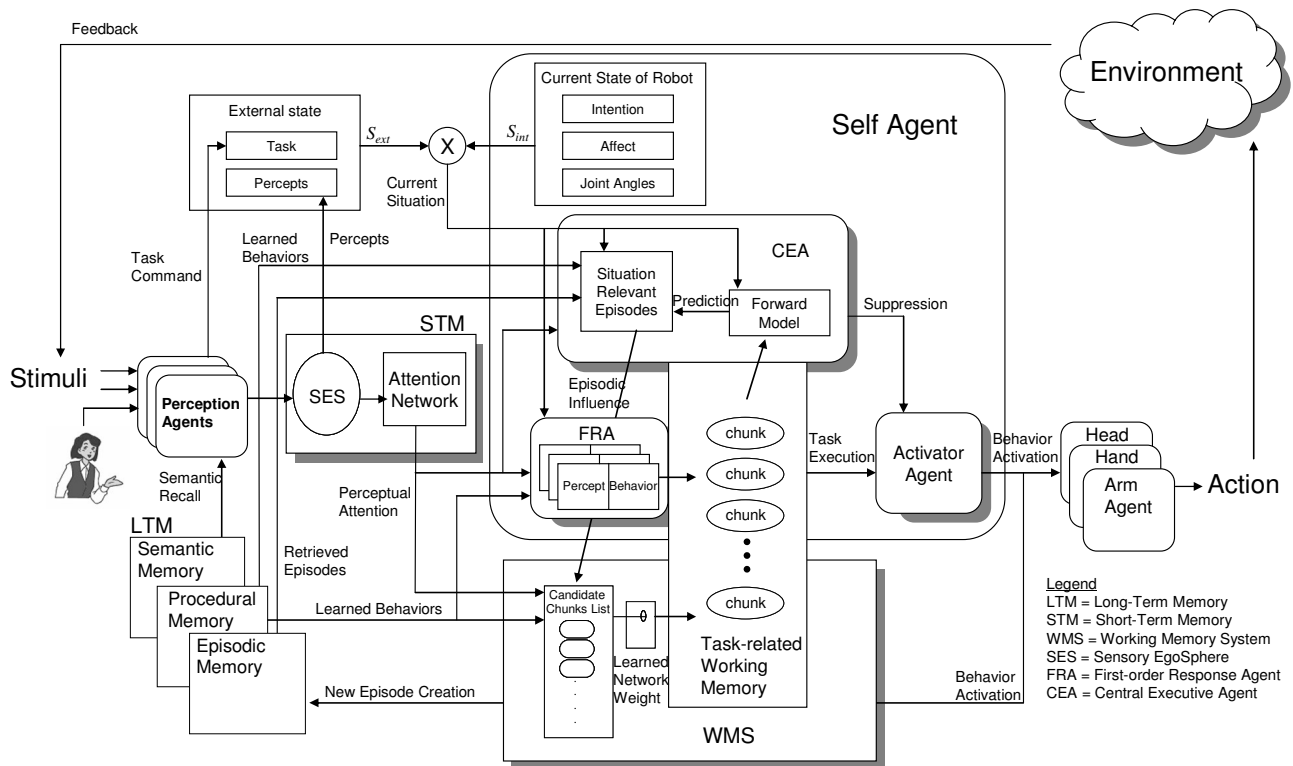 Feedback
Environment
Current State of Robot
Intention
Affect
Joint Angles
Self Agent
External state
Task
Percepts
S_ext
X
S_int
Current
Situation
Learned
Behaviors
Percepts
Task
Command
CEA
Situation
Relevant
Episodes
Prediction
Forward
Model
Suppression
STM
SES
Attention
Network
Stimuli
Perception
Agents
Episodic
Influence
FRA
Percept
Behavior
chunk
chunk
chunk
chunk
Task
Execution
Activator
Agent
Behavior
Activation
Head
Hand
Arm
Agent
Action
Semantic
Recall
Perceptual
Attention
LTM
Semantic
Memory
Procedural
Memory
Episodic
Memory
Retrieved
Episodes
Learned Behaviors
New Episode Creation
Candidate
Chunks List
Learned
Network
Weight
Task-related
Working
Memory
WMS
Behavior
Activation
Legend
LTM = Long-Term Memory
STM = Short-Term Memory
WMS = Working Memory System
SES = Sensory EgoSphere
FRA = First-order Response Agent
CEA = Central Executive Agent